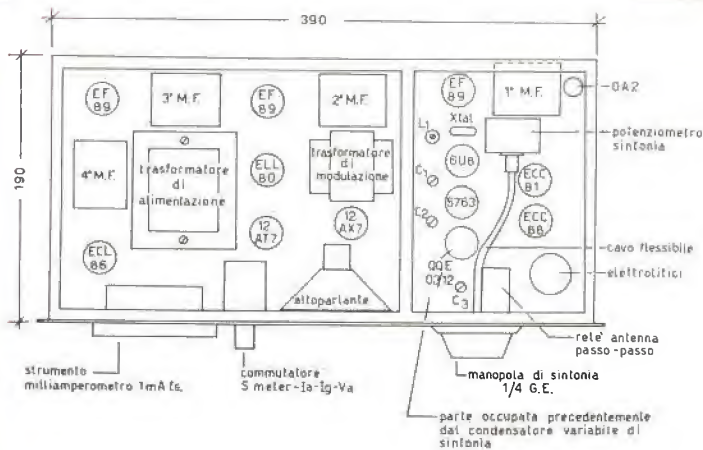 390
190
EF
89
3ª M.F.
EF
89
2ª M.F.
EF
89
1ª M.F.
OA2
L1
Xtal
potenziometro
sintonia
4ª M.F.
trasformatore
di
alimentazione
ELL
80
trasformatore
di
modulazione
6U8
C1
ECC
81
5763
C2
ECC
88
12
AT7
12
AX7
ECL
86
cavo flessibile
QQE
03/12
elettrolitici
altoparlante
C3
relè antenna
passo-passo
strumento
milliamperometro 1mA f.s.
commutatore
S meter-Ia-Ig-Va
manopola di sintonia
1/4 G.E.
parte occupata precedentemente
dal condensatore variabile di
sintonia